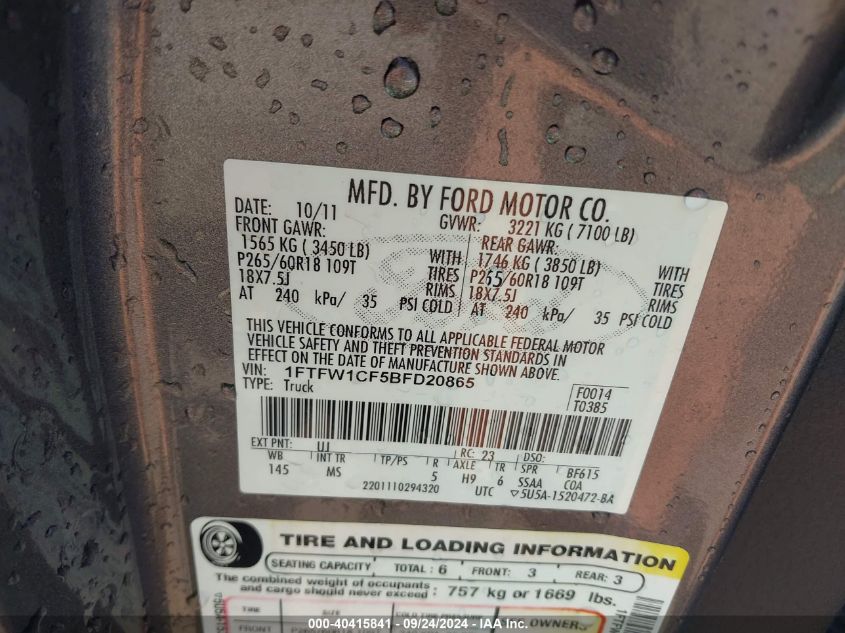 MFD. BY FORD MOTOR CO.
DATE: 10/11 GVWR: 3221 KG ( 7100 LB)
FRONT GAWR: REAR GAWR:
1565 KG ( 3450 LB) WITH 1746 KG ( 3850 LB) WITH
P265/60R18 109T TIRES P265/60R18 109T TIRES
18X7.5J RIMS 18X7.5J RIMS
AT 240 kPa/ 35 PSI COLD AT 240 kPa/ 35 PSI COLD
THIS VEHICLE CONFORMS TO ALL APPLICABLE FEDERAL MOTOR
VEHICLE SAFETY AND THEFT PREVENTION STANDARDS IN
EFFECT ON THE DATE OF MANUFACTURE SHOWN ABOVE.
VIN: 1FTFW1CF5BFD20865
TYPE: Truck
F0014
T0385
EXT PNT: UJ RC: 23 DSO:
WB INT TR TP/PS R AXLE TR SPR BF615
145 MS 5 H9 6 SSAA COA
2201110294320 UTC ▽5U5A-1520472-BA
TIRE AND LOADING INFORMATION
SEATING CAPACITY TOTAL: 6 FRONT: 3 REAR: 3
The combined weight of occupants
and cargo should never exceed: 757 kg or 1669 lbs.
TIRE SIZE
OWNERS
FRONT
000-40415841 - 09/24/2024 - IAA Inc.